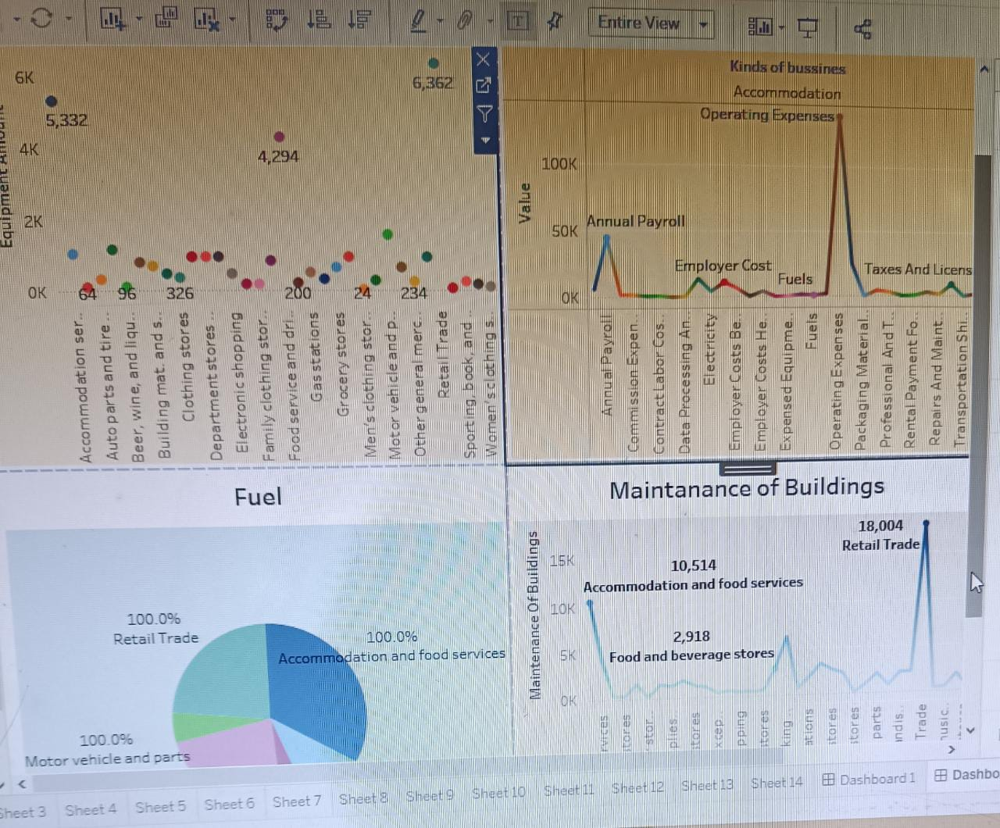 Entire View
6K
4K
2K
0K
5,332
6,362
4,294
64
96
326
200
24
234
Accommodation ser..
Auto parts and tire ..
Beer, wine, and liqu..
Building mat. and s..
Clothing stores
Department stores ..
Electronic shopping
Family clothing stor..
Food service and dri..
Gas stations
Grocery stores
Men's clothing stor..
Motor vehicle and p..
Other general merc..
Retail Trade
Sporting, book, and ..
Women's clothing s..
Kinds of bussines
Accommodation
Operating Expenses
Value
100K
50K
0K
Annual Payroll
Employer Cost
Fuels
Taxes And Licens
Annual Payroll
Commission Expen..
Contract Labor Cos..
Data Processing An..
Electricity
Employer Costs Be..
Employer Costs He..
Expensed Equipme..
Fuels
Operating Expenses
Packaging Material..
Professional And T..
Rental Payment Fo..
Repairs And Maint..
Transportation Shi..
Fuel
100.0%
Retail Trade
100.0%
Accommodation and food services
100.0%
Motor vehicle and parts
Maintanance of Buildings
Maintenance Of Buildings
15K
10K
5K
0K
18,004
Retail Trade
10,514
Accommodation and food services
2,918
Food and beverage stores
rvices
tores
stor..
plies
tores
xcep..
pping
tores
king ..
ations
stores
stores
parts
ndis..
Trade
nusic..
Sheet 3
Sheet 4
Sheet 5
Sheet 6
Sheet 7
Sheet 8
Sheet 9
Sheet 10
Sheet 11
Sheet 12
Sheet 13
Sheet 14
Dashboard 1
Dashbo